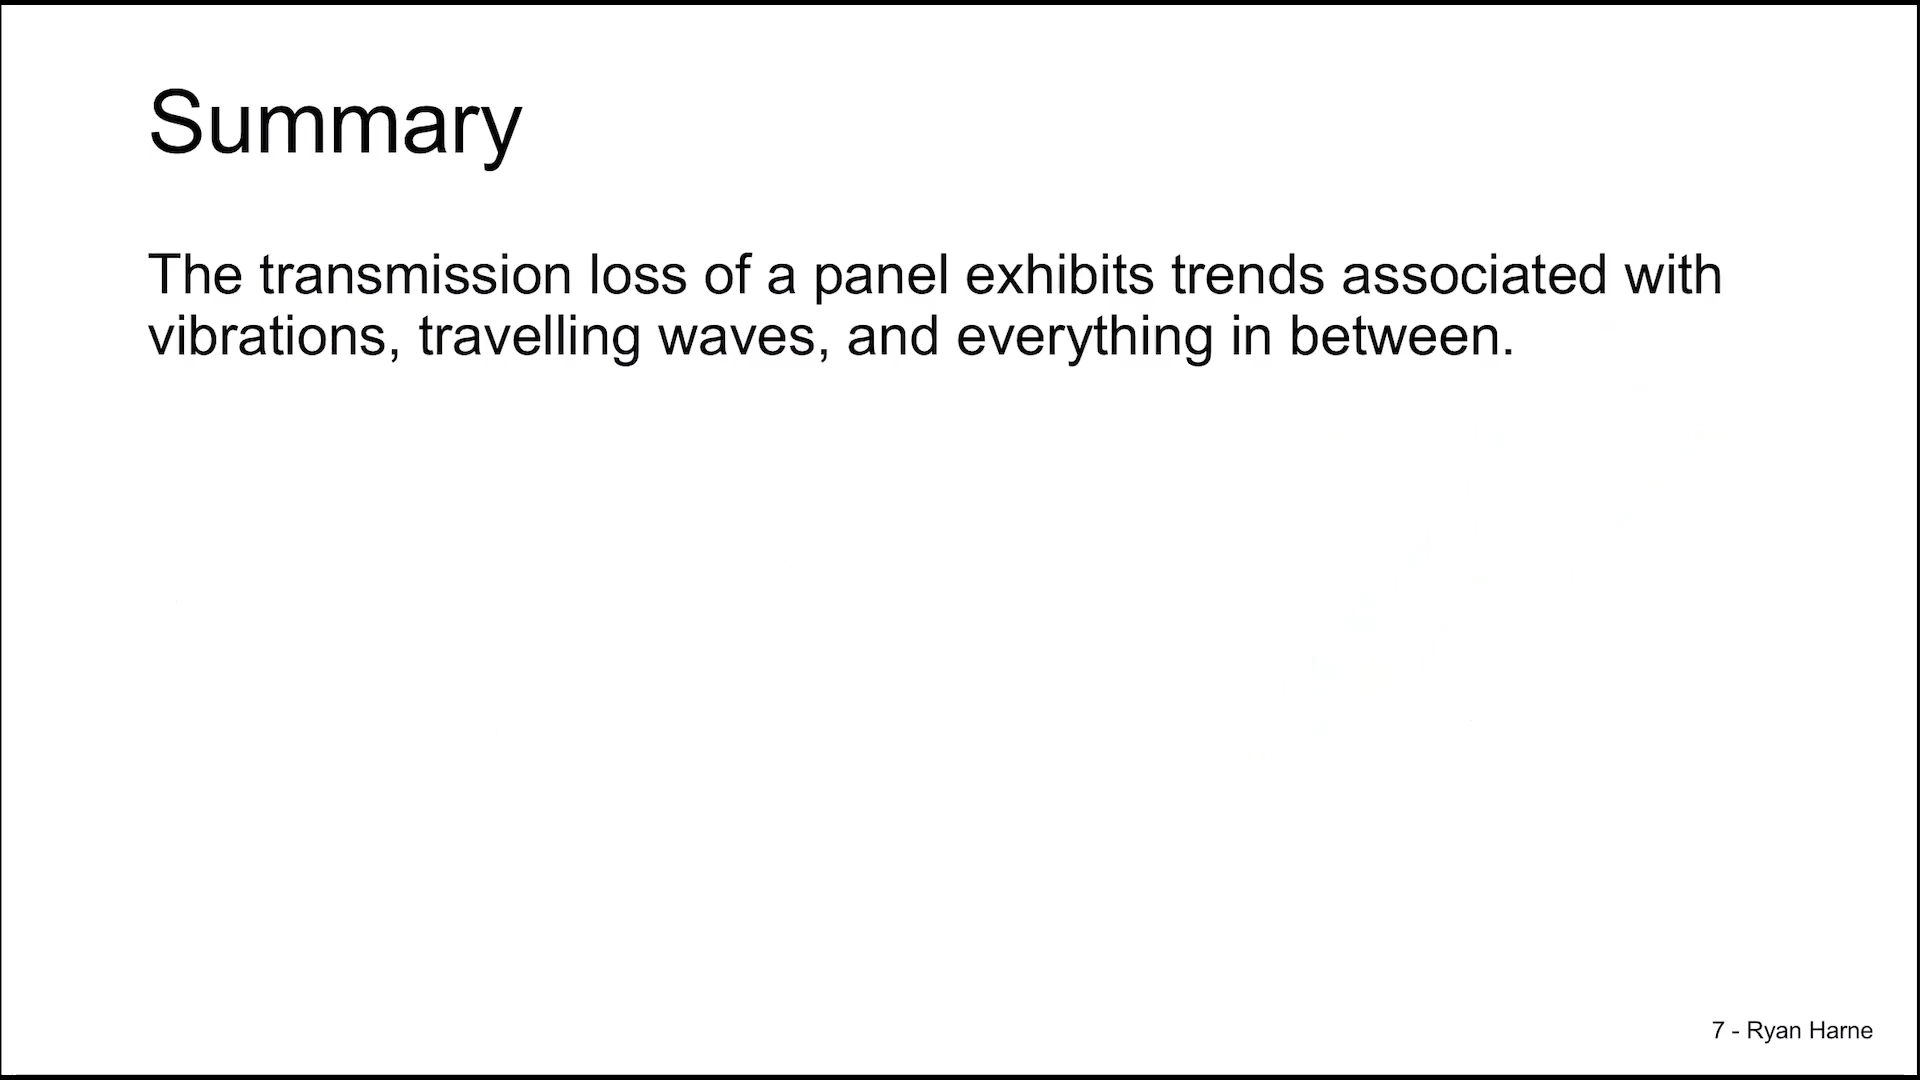 Summary
The transmission loss of a panel exhibits trends associated with
vibrations, travelling waves, and everything in between.
7 - Ryan Harne